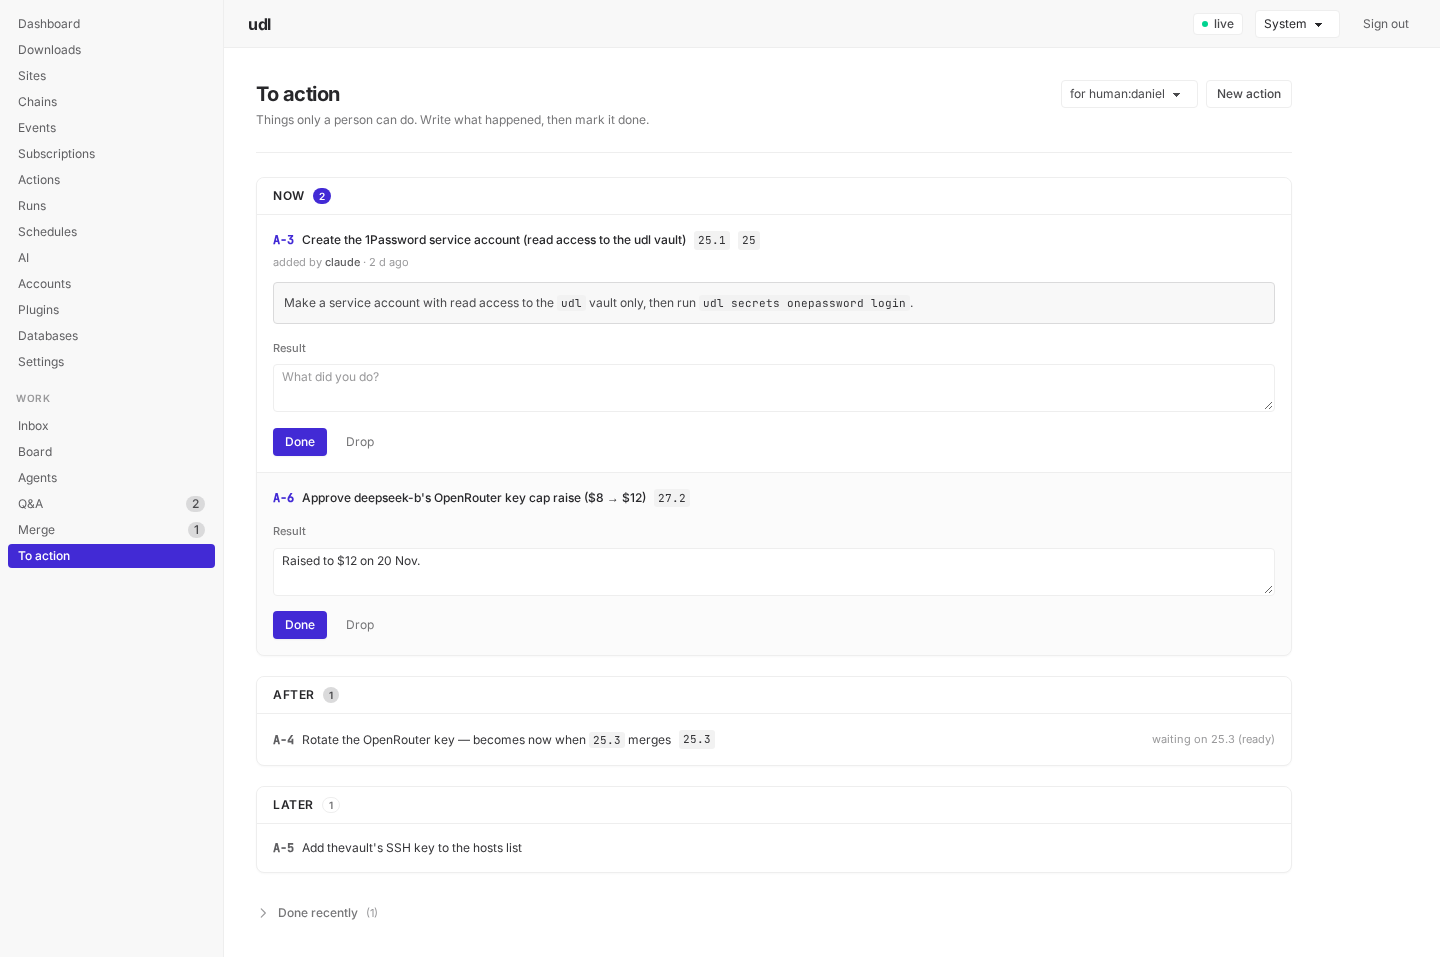 Dashboard
Downloads
Sites
Chains
Events
Subscriptions
Actions
Runs
Schedules
AI
Accounts
Plugins
Databases
Settings
WORK
Inbox
Board
Agents
Q&A 2
Merge 1
To action
udl
live
System
Sign out
To action
Things only a person can do. Write what happened, then mark it done.
for human:daniel
New action
NOW 2
A-3 Create the 1Password service account (read access to the udl vault) 25.1 25
added by claude · 2 d ago
Make a service account with read access to the udl vault only, then run udl secrets onepassword login.
Result
What did you do?
Done Drop
A-6 Approve deepseek-b's OpenRouter key cap raise ($8 → $12) 27.2
Result
Raised to $12 on 20 Nov.
Done Drop
AFTER 1
A-4 Rotate the OpenRouter key — becomes now when 25.3 merges 25.3 waiting on 25.3 (ready)
LATER 1
A-5 Add thevault's SSH key to the hosts list
Done recently (1)